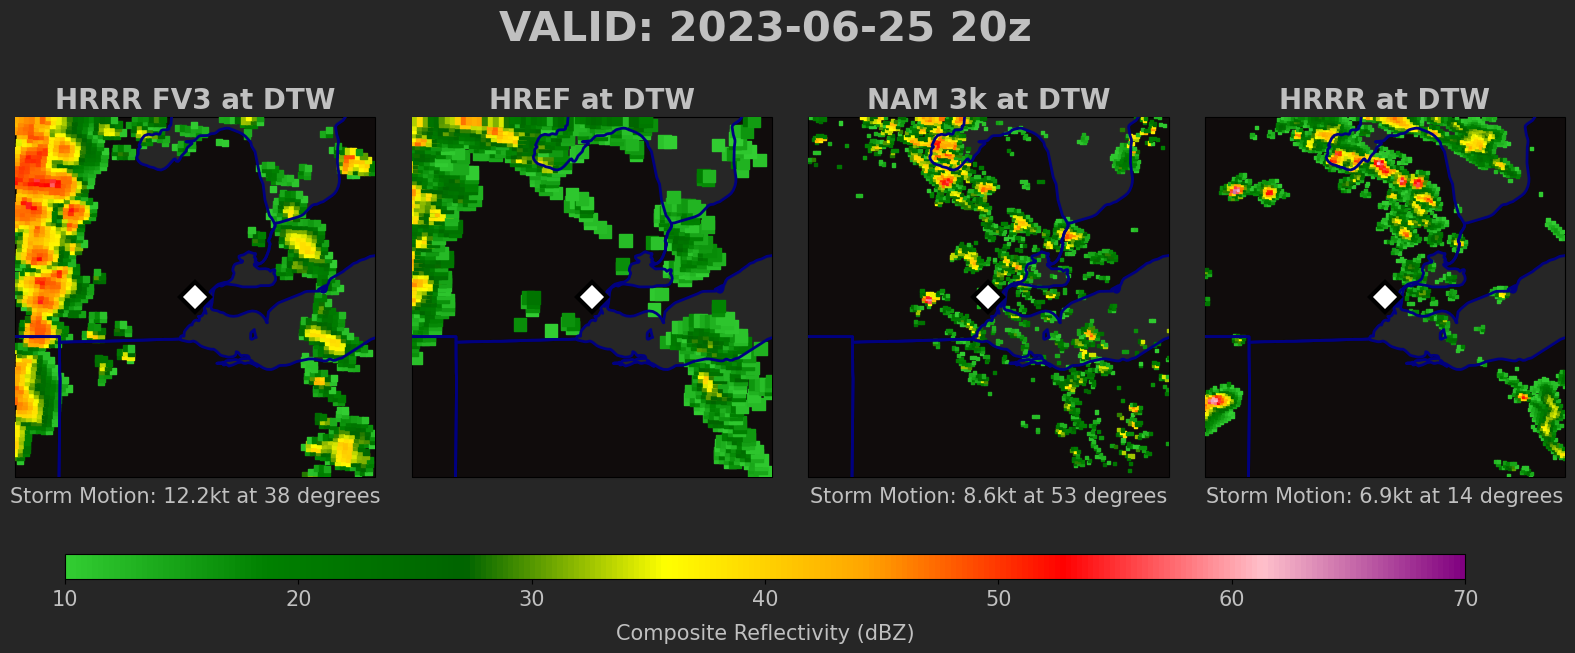 VALID: 2023-06-25 20z
HRRR FV3 at DTW
HREF at DTW
NAM 3k at DTW
HRRR at DTW
Storm Motion: 12.2kt at 38 degrees
Storm Motion: 8.6kt at 53 degrees
Storm Motion: 6.9kt at 14 degrees
10 20 30 40 50 60 70
Composite Reflectivity (dBZ)